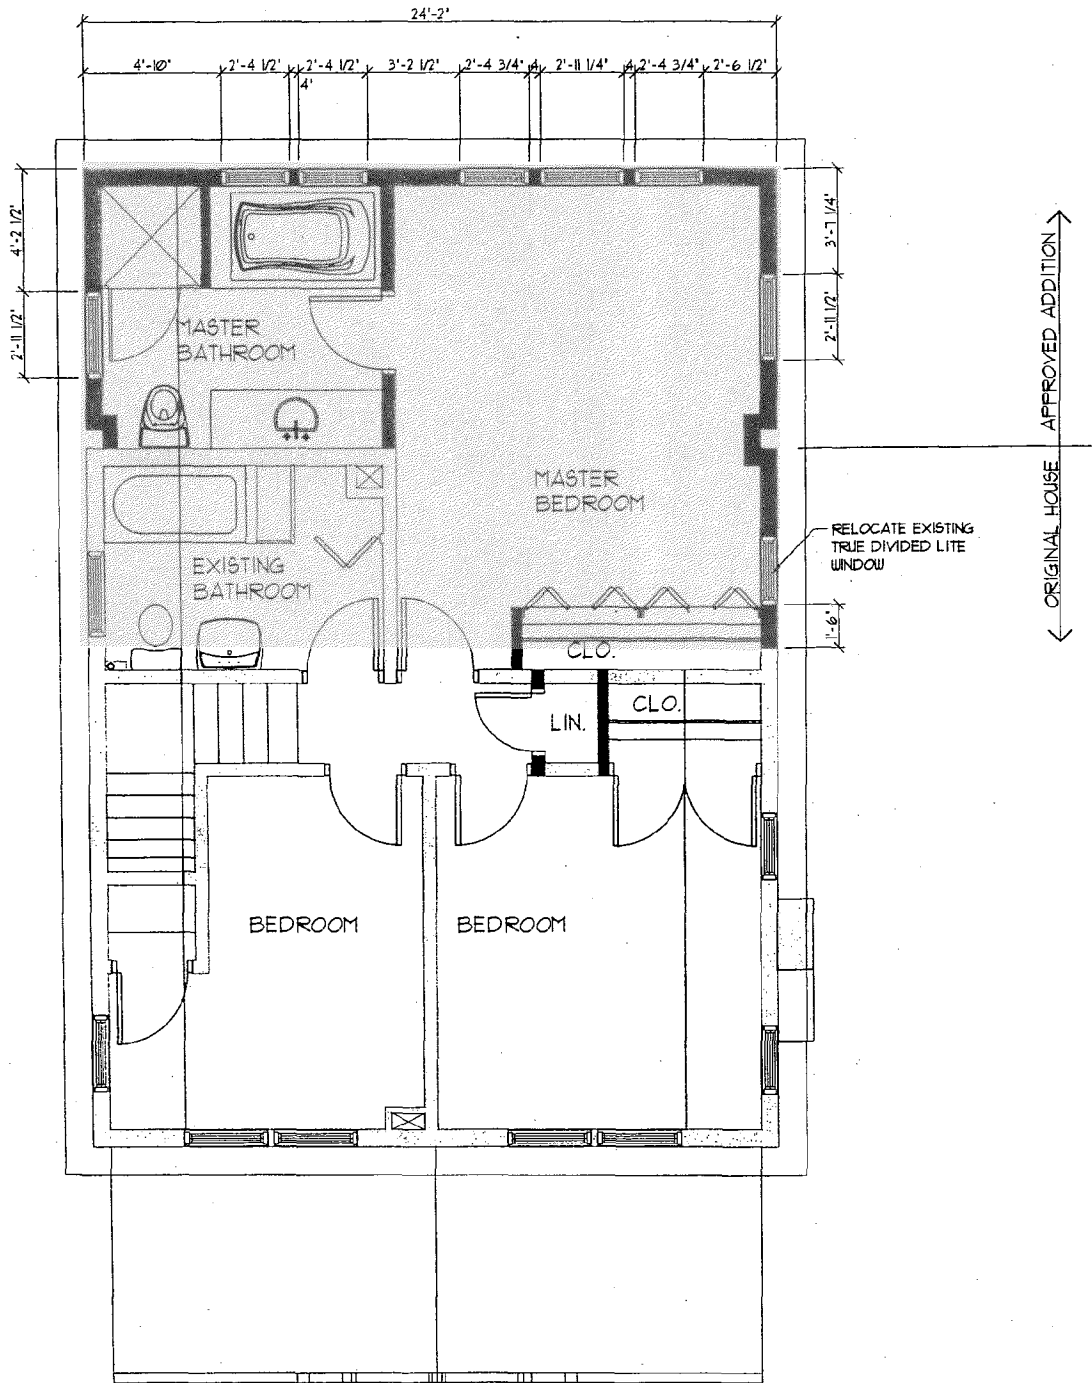 24'-2"
4'-10"
2'-4 1/2"
2'-4 1/2"
3'-2 1/2"
2'-4 3/4"
4
2'-11 1/4"
4
2'-4 3/4"
2'-6 1/2"
4'
4'-2 1/2"
2'-11 1/2"
3'-7 1/4"
2'-11 1/2"
1'-6"
MASTER
BATHROOM
MASTER
BEDROOM
EXISTING
BATHROOM
RELOCATE EXISTING
TRUE DIVIDED LITE
WINDOW
ORIGINAL HOUSE APPROVED ADDITION
CLO.
CLO.
LIN.
BEDROOM
BEDROOM